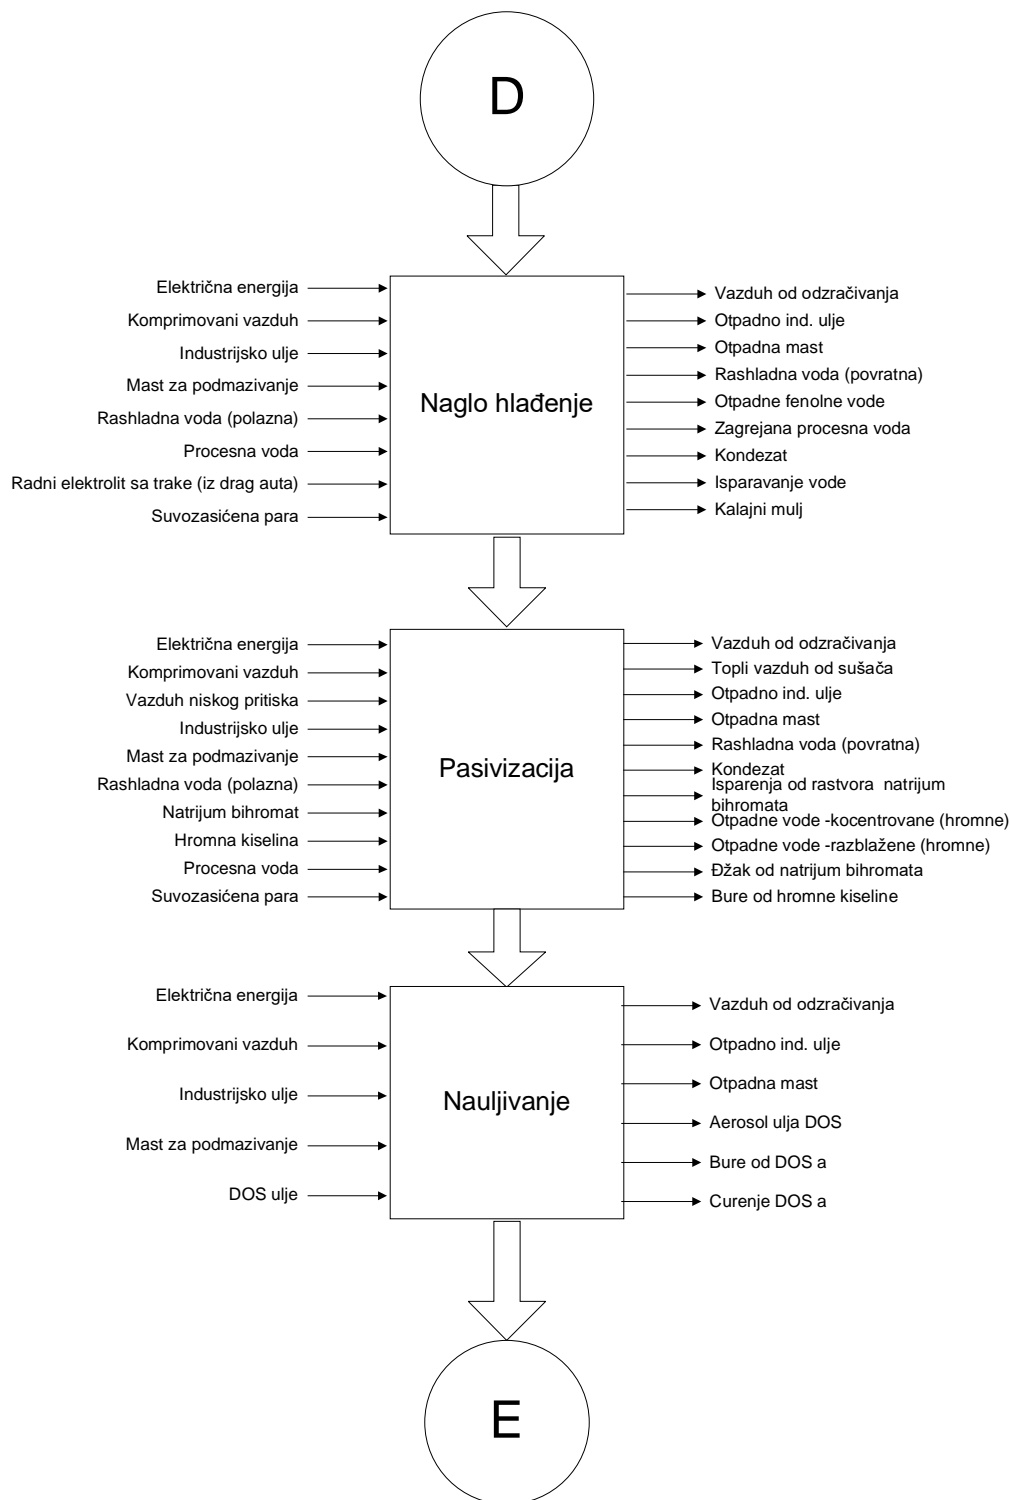 D
Električna energija
Komprimovani vazduh
Industrijsko ulje
Mast za podmazivanje
Rashladna voda (polazna)
Procesna voda
Radni elektrolit sa trake (iz drag auta)
Suvozasićena para
Naglo hlađenje
Vazduh od odzračivanja
Otpadno ind. ulje
Otpadna mast
Rashladna voda (povratna)
Otpadne fenolne vode
Zagrejana procesna voda
Kondezat
Isparavanje vode
Kalajni mulj
Električna energija
Komprimovani vazduh
Vazduh niskog pritiska
Industrijsko ulje
Mast za podmazivanje
Rashladna voda (polazna)
Natrijum bihromat
Hromna kiselina
Procesna voda
Suvozasićena para
Pasivizacija
Vazduh od odzračivanja
Topli vazduh od sušača
Otpadno ind. ulje
Otpadna mast
Rashladna voda (povratna)
Kondezat
Isparenja od rastvora natrijum
bihromata
Otpadne vode -kocentrovane (hromne)
Otpadne vode -razblažene (hromne)
Đžak od natrijum bihromata
Bure od hromne kiseline
Električna energija
Komprimovani vazduh
Industrijsko ulje
Mast za podmazivanje
DOS ulje
Nauljivanje
Vazduh od odzračivanja
Otpadno ind. ulje
Otpadna mast
Aerosol ulja DOS
Bure od DOS a
Curenje DOS a
E